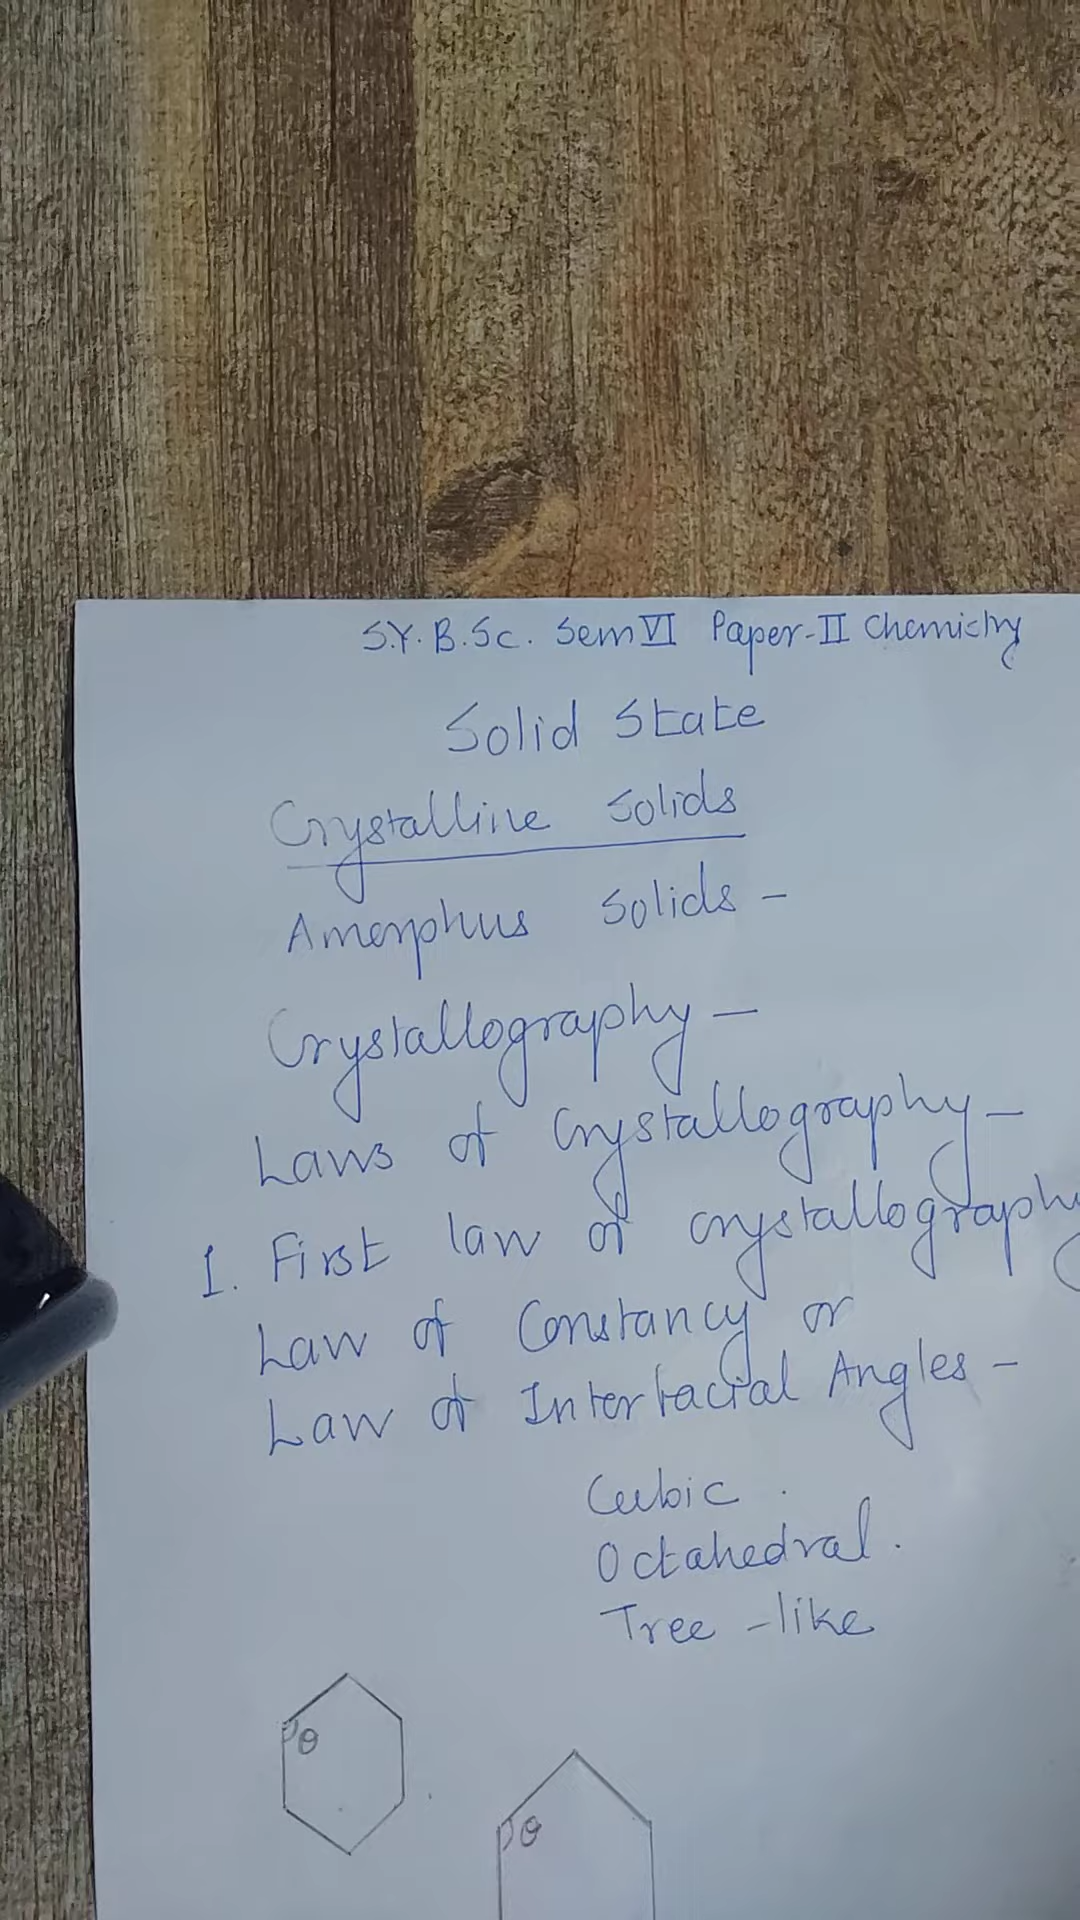 S.Y.B.Sc. Sem VI Paper-II Chemistry
Solid State
Crystalline Solids
Amorphus Solids -
Crystallography -
Laws of Crystallography -
1. First law of crystallography
Law of Constancy or
Law of Interfacial Angles -
Cubic .
Octahedral.
Tree -like
θ
θ